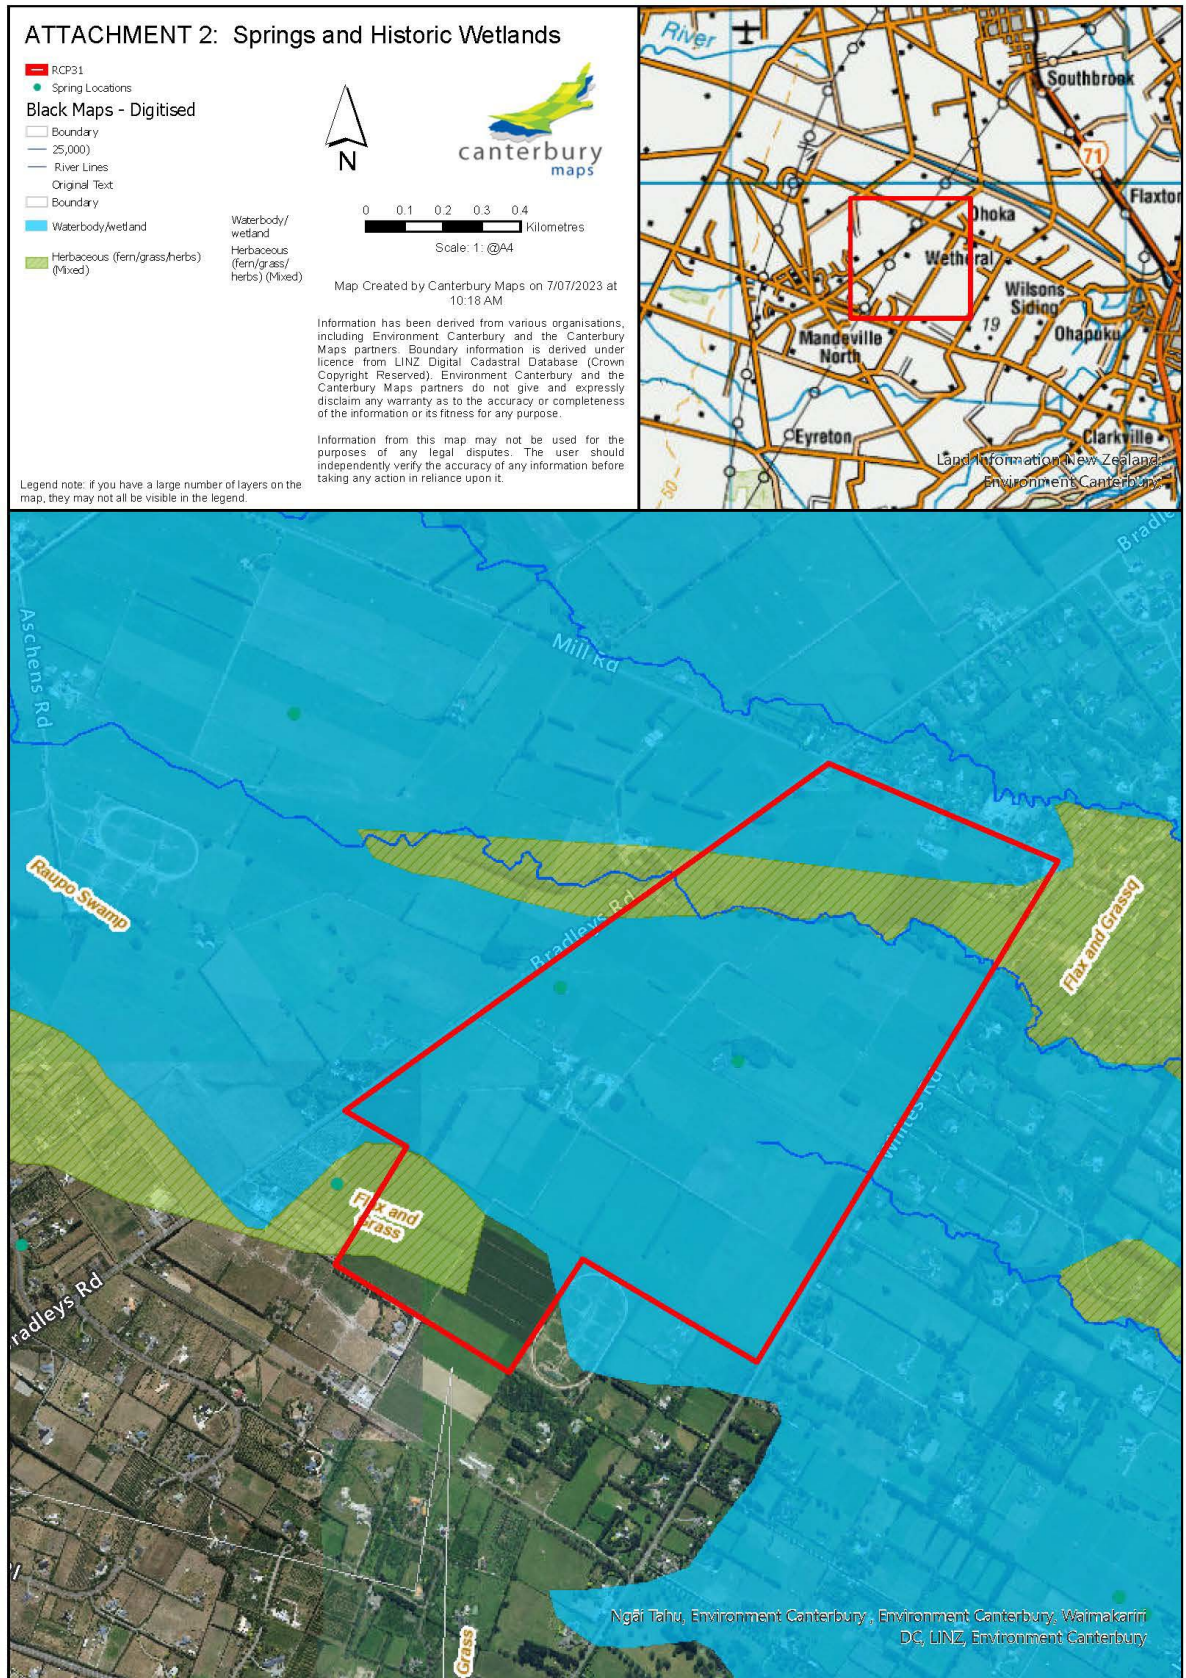 ATTACHMENT 2: Springs and Historic Wetlands
RCP31
Spring Locations
Black Maps - Digitised
Boundary
25,000)
River Lines
Original Text
Boundary
Waterbody/wetland
Herbaceous (fern/grass/herbs)
(Mixed)
Waterbody/
wetland
Herbaceous
(fern/grass/
herbs) (Mixed)
N
canterbury
maps
0 0.1 0.2 0.3 0.4
Kilometres
Scale: 1: @A4
Map Created by Canterbury Maps on 7/07/2023 at
10:18 AM
Information has been derived from various organisations,
including Environment Canterbury and the Canterbury
Maps partners. Boundary information is derived under
licence from LINZ Digital Cadastral Database (Crown
Copyright Reserved). Environment Canterbury and the
Canterbury Maps partners do not give and expressly
disclaim any warranty as to the accuracy or completeness
of the information or its fitness for any purpose.
Information from this map may not be used for the
purposes of any legal disputes. The user should
independently verify the accuracy of any information before
taking any action in reliance upon it.
Legend note: if you have a large number of layers on the
map, they may not all be visible in the legend.
River
Southbrook
71
Flaxton
Ohoka
Wetheral
Wilsons
Siding
19
Ohapuku
Mandeville
North
Eyreton
Clarkville
50
Land Information New Zealand,
Environment Canterbury
Bradle
Aschens Rd
Mill Rd
Raupo Swamp
Bradleys Rd
Flax and Grassq
Whites Rd
Flax and
Grass
radleys Rd
Pl
Grass
Ngāi Tahu, Environment Canterbury , Environment Canterbury, Waimakariri
DC, LINZ, Environment Canterbury